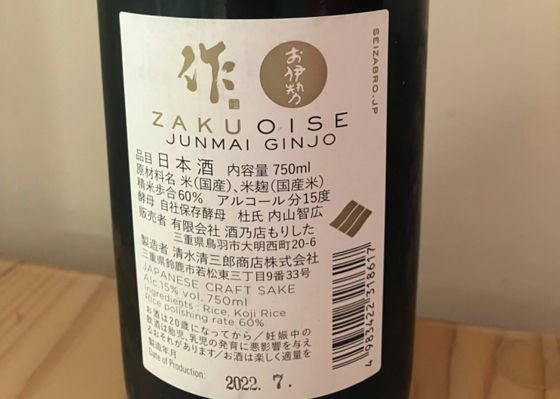 作
お伊勢
SEIZABRO.JP
ZAKU OISE
JUNMAI GINJO
品目 日本酒 内容量 750ml
原材料名 米(国産)、米麹(国産米)
精米歩合60% アルコール分15度
酵母 自社保存酵母 杜氏 内山智広
販売者 有限会社 酒乃店もりした
三重県鳥羽市大明西町20-6
製造者 清水清三郎商店株式会社
三重県鈴鹿市若松東三丁目9番33号
JAPANESE CRAFT SAKE
Alc.15% vol. 750ml
Ingredients : Rice, Koji Rice
Rice polishing rate 60%
お酒は20歳になってから/妊娠中の
飲酒は胎児、乳児の発育に悪影響を与え
るおそれがあります/お酒は楽しく適量を
製造年月
Date of Production:
2022. 7.
4983422318617